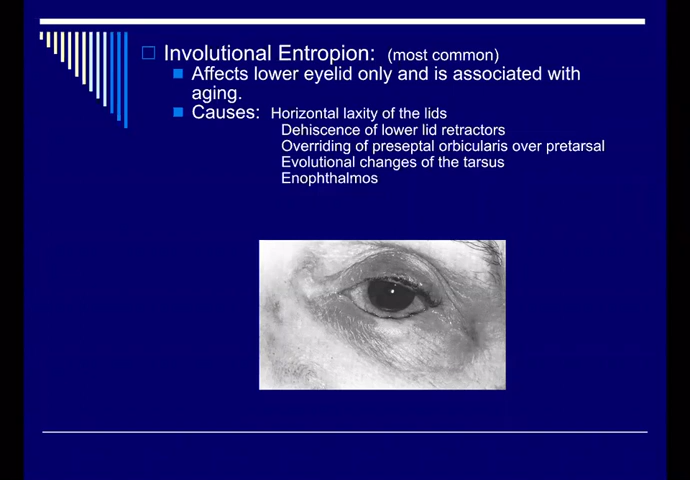 Involutional Entropion: (most common)
Affects lower eyelid only and is associated with
aging.
Causes: Horizontal laxity of the lids
Dehiscence of lower lid retractors
Overriding of preseptal orbicularis over pretarsal
Evolutional changes of the tarsus
Enophthalmos